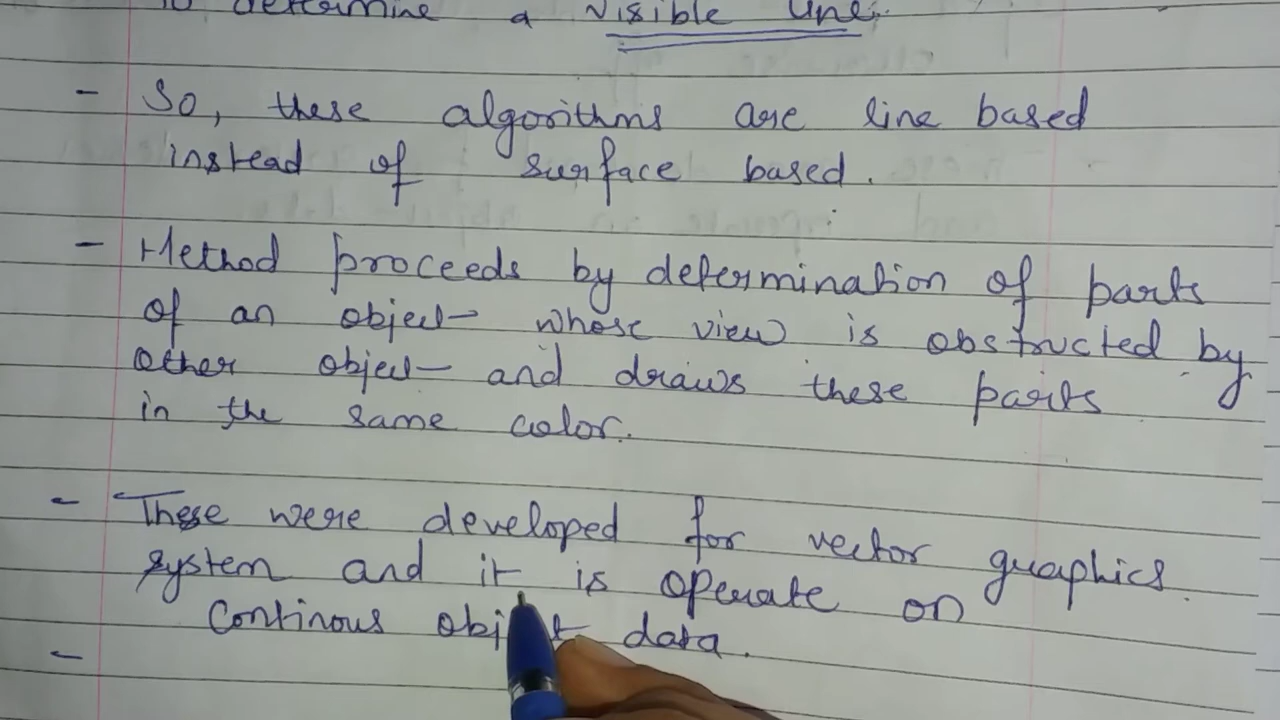 to determine a visible line.
- So, these algorithms are line based
instead of surface based.
- Method proceeds by determination of parts
of an object whose view is obstructed by
other object and draws these parts
in the same color.
- These were developed for vector graphics
system and it is operate on
Continous object data.
-